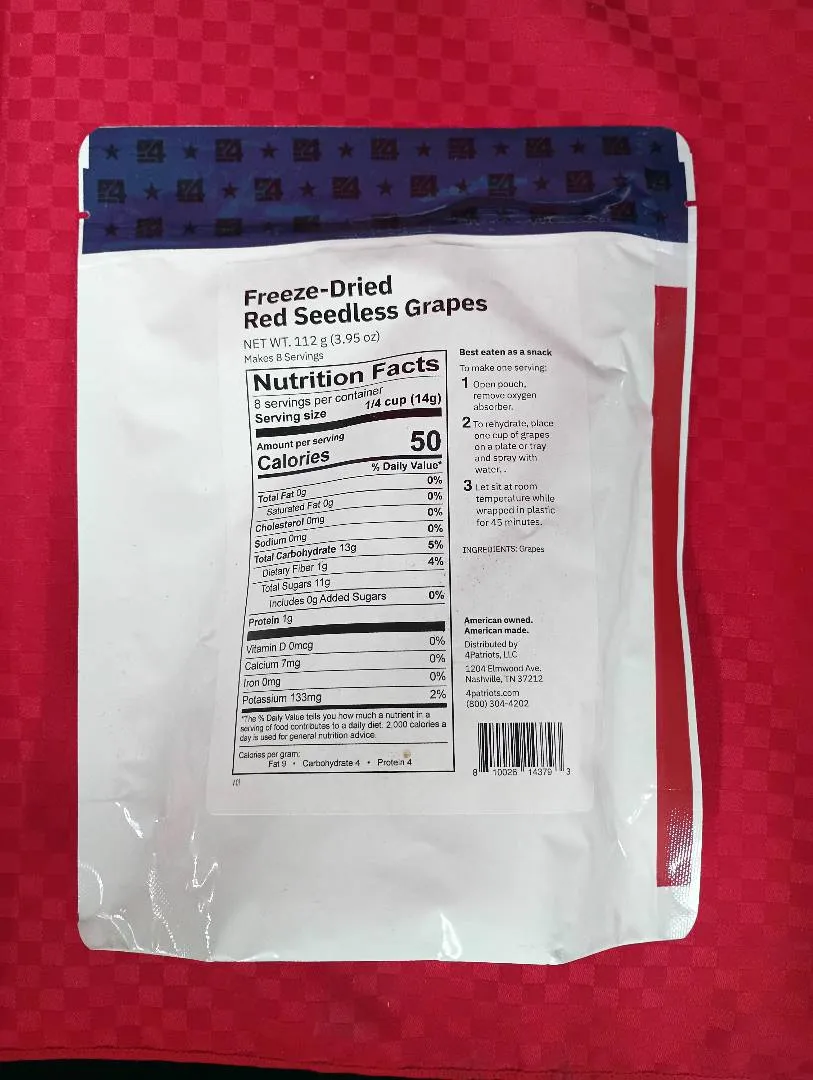 Freeze-Dried
Red Seedless Grapes
NET WT. 112 g (3.95 oz)
Makes 8 Servings
Nutrition Facts
8 servings per container
Serving size 1/4 cup (14g)
Amount per serving
Calories 50
% Daily Value*
Total Fat 0g 0%
Saturated Fat 0g 0%
Cholesterol 0mg 0%
Sodium 0mg 0%
Total Carbohydrate 13g 5%
Dietary Fiber 1g 4%
Total Sugars 11g
Includes 0g Added Sugars 0%
Protein 1g
Vitamin D 0mcg 0%
Calcium 7mg 0%
Iron 0mg 0%
Potassium 133mg 2%
*The % Daily Value tells you how much a nutrient in a
serving of food contributes to a daily diet. 2,000 calories a
day is used for general nutrition advice.
Calories per gram:
Fat 9 • Carbohydrate 4 • Protein 4
Best eaten as a snack
To make one serving:
1 Open pouch,
remove oxygen
absorber.
2 To rehydrate, place
one cup of grapes
on a plate or tray
and spray with
water. .
3 Let sit at room
temperature while
wrapped in plastic
for 45 minutes.
INGREDIENTS: Grapes
American owned.
American made.
Distributed by
4Patriots, LLC
1204 Elmwood Ave.
Nashville, TN 37212
4patriots.com
(800) 304-4202
8 10026 14379 3